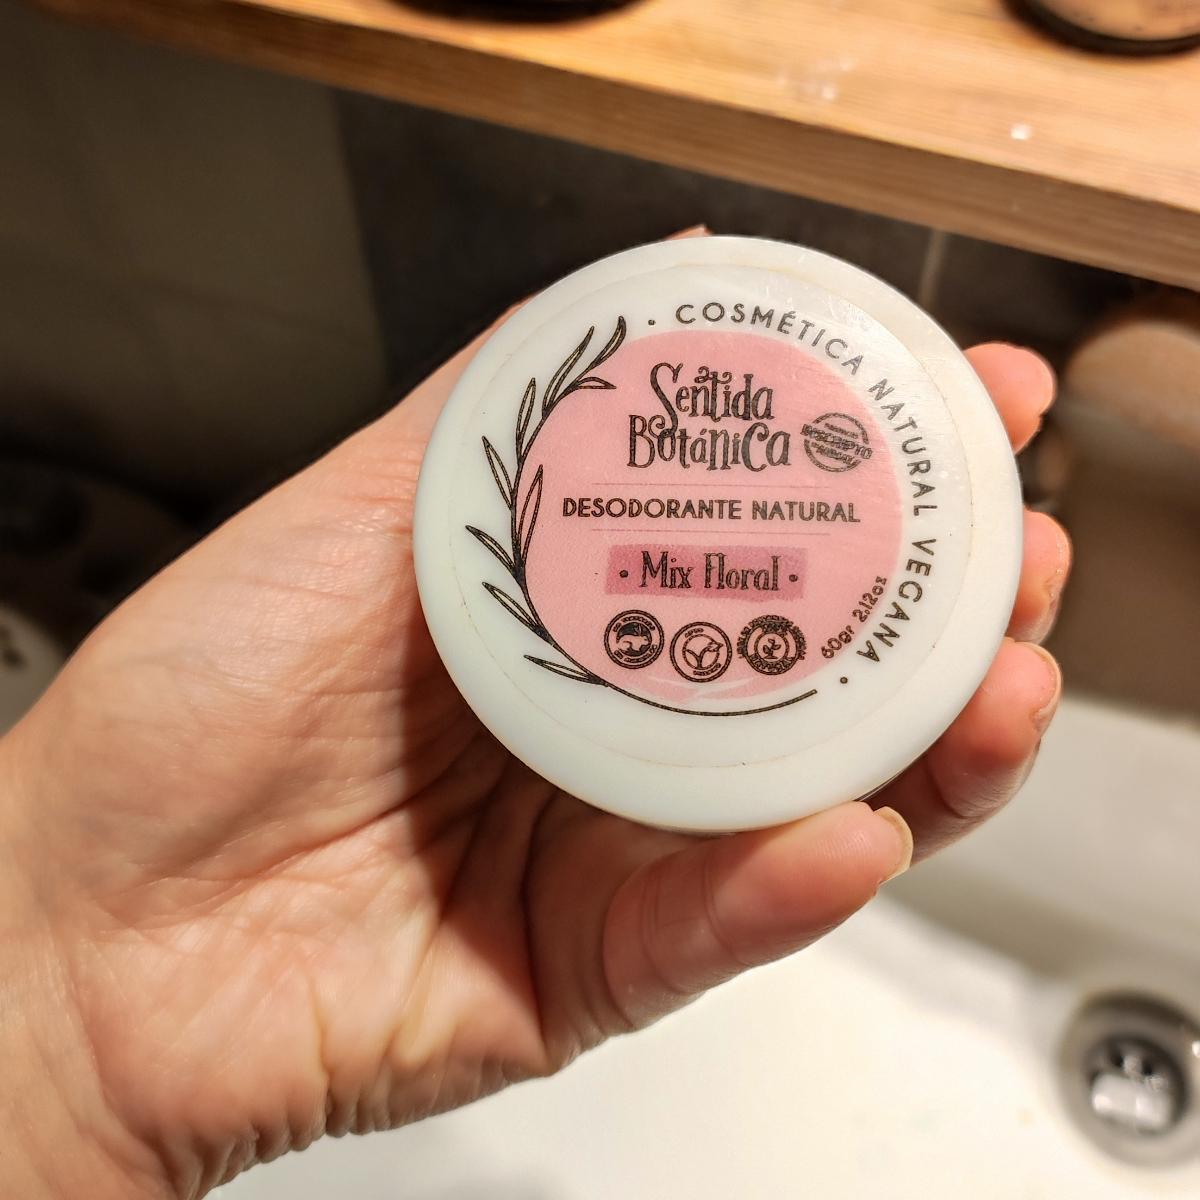 • COSMÉTICA NATURAL VEGANA •
Sentida
Botánica
DESODORANTE NATURAL
• Mix Floral •
60gr 2.12oz